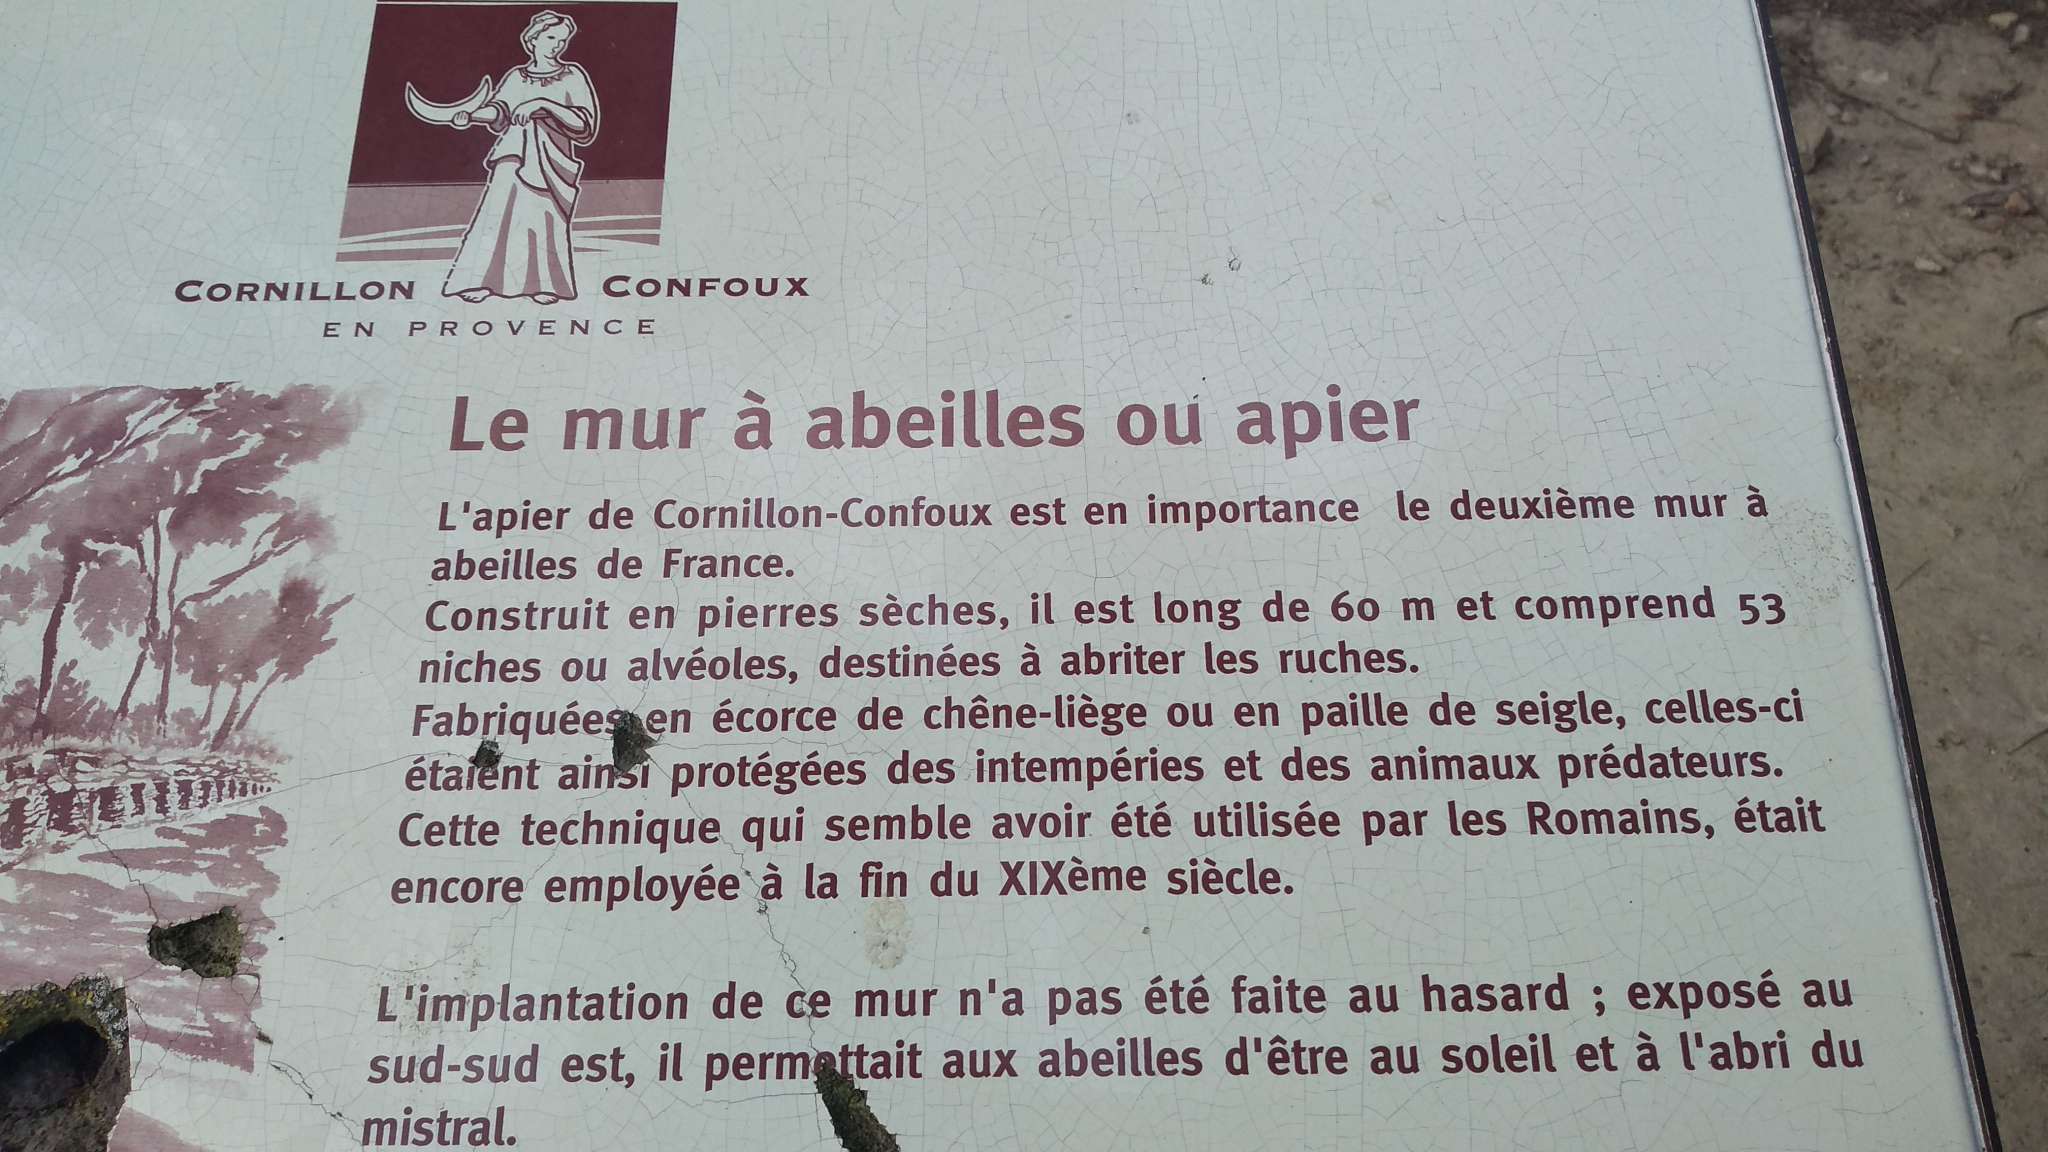 CORNILLON CONFOUX
EN PROVENCE
Le mur à abeilles ou apier
L'apier de Cornillon-Confoux est en importance le deuxième mur à
abeilles de France.
Construit en pierres sèches, il est long de 60 m et comprend 53
niches ou alvéoles, destinées à abriter les ruches.
Fabriquées en écorce de chêne-liège ou en paille de seigle, celles-ci
étaient ainsi protégées des intempéries et des animaux prédateurs.
Cette technique qui semble avoir été utilisée par les Romains, était
encore employée à la fin du XIXème siècle.
L'implantation de ce mur n'a pas été faite au hasard ; exposé au
sud-sud est, il permettait aux abeilles d'être au soleil et à l'abri du
mistral.